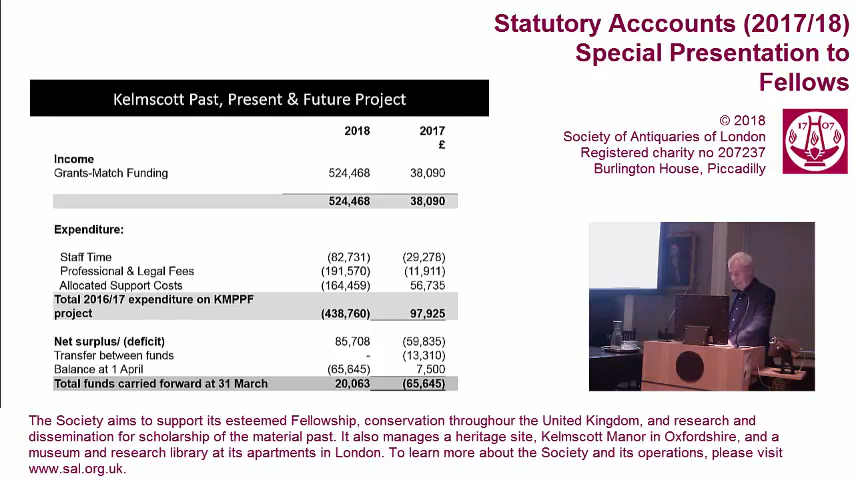 Statutory Acccounts (2017/18)
Special Presentation to
Fellows
© 2018
Society of Antiquaries of London
Registered charity no 207237
Burlington House, Piccadilly
17 07
Kelmscott Past, Present & Future Project
2018 2017
£
Income
Grants-Match Funding 524,468 38,090
524,468 38,090
Expenditure:
Staff Time (82,731) (29,278)
Professional & Legal Fees (191,570) (11,911)
Allocated Support Costs (164,459) 56,735
Total 2016/17 expenditure on KMPPF
project (438,760) 97,925
Net surplus/ (deficit) 85,708 (59,835)
Transfer between funds - (13,310)
Balance at 1 April (65,645) 7,500
Total funds carried forward at 31 March 20,063 (65,645)
The Society aims to support its esteemed Fellowship, conservation throughour the United Kingdom, and research and
dissemination for scholarship of the material past. It also manages a heritage site, Kelmscott Manor in Oxfordshire, and a
museum and research library at its apartments in London. To learn more about the Society and its operations, please visit
www.sal.org.uk.